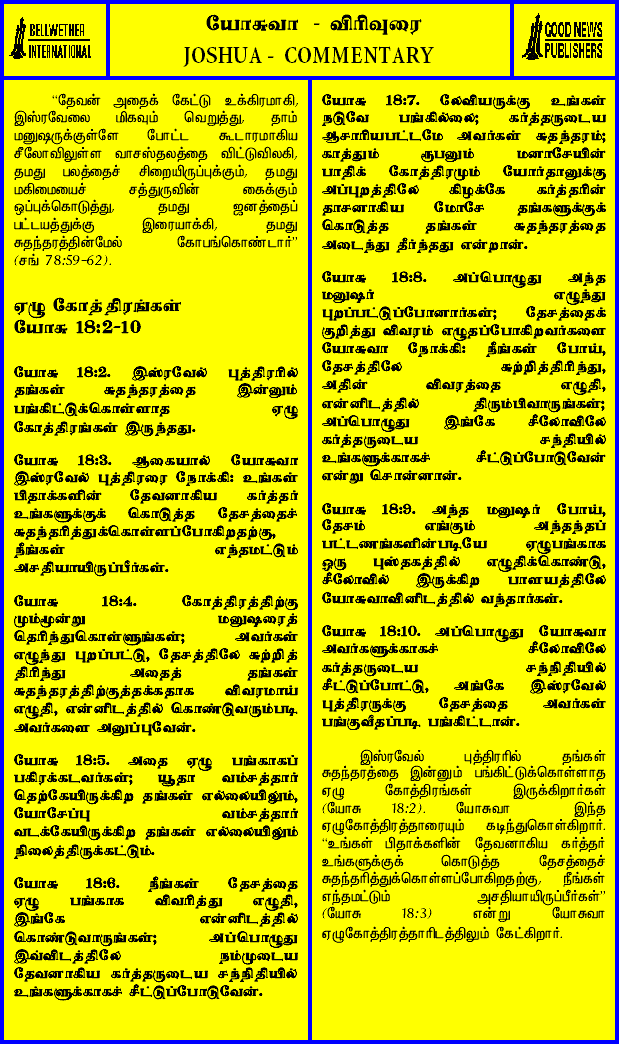 BELLWETHER
INTERNATIONAL
யோசுவா - விரிவுரை
JOSHUA - COMMENTARY
GOOD NEWS
PUBLISHERS
“தேவன் அதைக் கேட்டு உக்கிரமாகி,
இஸ்ரவேலை மிகவும் வெறுத்து, தாம்
மனுஷருக்குள்ளே போட்ட கூடாரமாகிய
சீலோவிலுள்ள வாசஸ்தலத்தை விட்டுவிலகி,
தமது பலத்தைச் சிறையிருப்புக்கும், தமது
மகிமையைச் சத்துருவின் கைக்கும்
ஒப்புக்கொடுத்து, தமது ஜனத்தைப்
பட்டயத்துக்கு இரையாக்கி, தமது
சுதந்தரத்தின்மேல் கோபங்கொண்டார்”
(சங் 78:59-62).
ஏழு கோத்திரங்கள்
யோசு 18:2-10
யோசு 18:2. இஸ்ரவேல் புத்திரரில்
தங்கள் சுதந்தரத்தை இன்னும்
பங்கிட்டுக்கொள்ளாத ஏழு
கோத்திரங்கள் இருந்தது.
யோசு 18:3. ஆகையால் யோசுவா
இஸ்ரவேல் புத்திரரை நோக்கி: உங்கள்
பிதாக்களின் தேவனாகிய கர்த்தர்
உங்களுக்குக் கொடுத்த தேசத்தைச்
சுதந்தரித்துக்கொள்ளப்போகிறதற்கு,
நீங்கள் எந்தமட்டும்
அசதியாயிருப்பீர்கள்.
யோசு 18:4. கோத்திரத்திற்கு
மும்மூன்று மனுஷரைத்
தெரிந்துகொள்ளுங்கள்; அவர்கள்
எழுந்து புறப்பட்டு, தேசத்திலே சுற்றித்
திரிந்து அதைத் தங்கள்
சுதந்தரத்திற்குத்தக்கதாக விவரமாய்
எழுதி, என்னிடத்தில் கொண்டுவரும்படி
அவர்களை அனுப்புவேன்.
யோசு 18:5. அதை ஏழு பங்காகப்
பகிரக்கடவர்கள்; யூதா வம்சத்தார்
தெற்கேயிருக்கிற தங்கள் எல்லையிலும்,
யோசேப்பு வம்சத்தார்
வடக்கேயிருக்கிற தங்கள் எல்லையிலும்
நிலைத்திருக்கட்டும்.
யோசு 18:6. நீங்கள் தேசத்தை
ஏழு பங்காக விவரித்து எழுதி,
இங்கே என்னிடத்தில்
கொண்டுவாருங்கள்; அப்பொழுது
இவ்விடத்திலே நம்முடைய
தேவனாகிய கர்த்தருடைய சந்நிதியில்
உங்களுக்காகச் சீட்டுப்போடுவேன்.
யோசு 18:7. லேவியருக்கு உங்கள்
நடுவே பங்கில்லை; கர்த்தருடைய
ஆசாரியபட்டமே அவர்கள் சுதந்தரம்;
காத்தும் ரூபனும் மனாசேயின்
பாதிக் கோத்திரமும் யோர்தானுக்கு
அப்புறத்திலே கிழக்கே கர்த்தரின்
தாசனாகிய மோசே தங்களுக்குக்
கொடுத்த தங்கள் சுதந்தரத்தை
அடைந்து தீர்ந்தது என்றான்.
யோசு 18:8. அப்பொழுது அந்த
மனுஷர் எழுந்து
புறப்பட்டுப்போனார்கள்; தேசத்தைக்
குறித்து விவரம் எழுதப்போகிறவர்களை
யோசுவா நோக்கி: நீங்கள் போய்,
தேசத்திலே சுற்றித்திரிந்து,
அதின் விவரத்தை எழுதி,
என்னிடத்தில் திரும்பிவாருங்கள்;
அப்பொழுது இங்கே சீலோவிலே
கர்த்தருடைய சந்தியில்
உங்களுக்காகச் சீட்டுப்போடுவேன்
என்று சொன்னான்.
யோசு 18:9. அந்த மனுஷர் போய்,
தேசம் எங்கும் அந்தந்தப்
பட்டணங்களின்படியே ஏழுபங்காக
ஒரு புஸ்தகத்தில் எழுதிக்கொண்டு,
சீலோவில் இருக்கிற பாளயத்திலே
யோசுவாவினிடத்தில் வந்தார்கள்.
யோசு 18:10. அப்பொழுது யோசுவா
அவர்களுக்காகச் சீலோவிலே
கர்த்தருடைய சந்நிதியில்
சீட்டுப்போட்டு, அங்கே இஸ்ரவேல்
புத்திரருக்கு தேசத்தை அவர்கள்
பங்குவீதப்படி பங்கிட்டான்.
இஸ்ரவேல் புத்திரரில் தங்கள்
சுதந்தரத்தை இன்னும் பங்கிட்டுக்கொள்ளாத
ஏழு கோத்திரங்கள் இருக்கிறார்கள்
(யோசு 18:2). யோசுவா இந்த
ஏழுகோத்திரத்தாரையும் கடிந்துகொள்கிறார்.
“உங்கள் பிதாக்களின் தேவனாகிய கர்த்தர்
உங்களுக்குக் கொடுத்த தேசத்தைச்
சுதந்தரித்துக்கொள்ளப்போகிறதற்கு, நீங்கள்
எந்தமட்டும் அசதியாயிருப்பீர்கள்”
(யோசு 18:3) என்று யோசுவா
ஏழுகோத்திரத்தாரிடத்திலும் கேட்கிறார்.